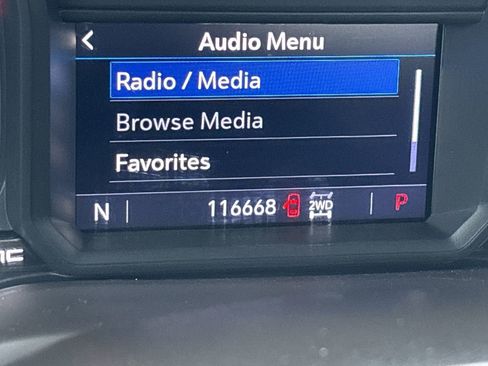 < Audio Menu
Radio / Media
Browse Media
Favorites
N 116668 2WD P